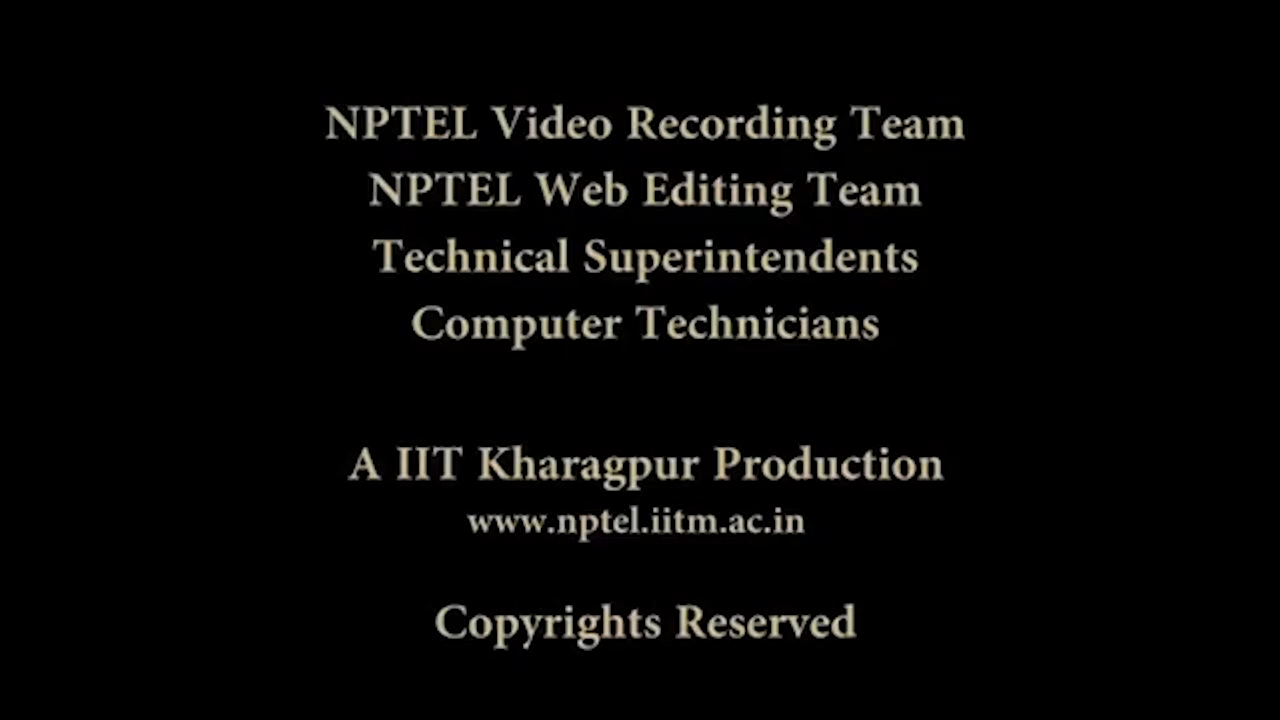 NPTEL Video Recording Team
NPTEL Web Editing Team
Technical Superintendents
Computer Technicians
A IIT Kharagpur Production
www.nptel.iitm.ac.in
Copyrights Reserved